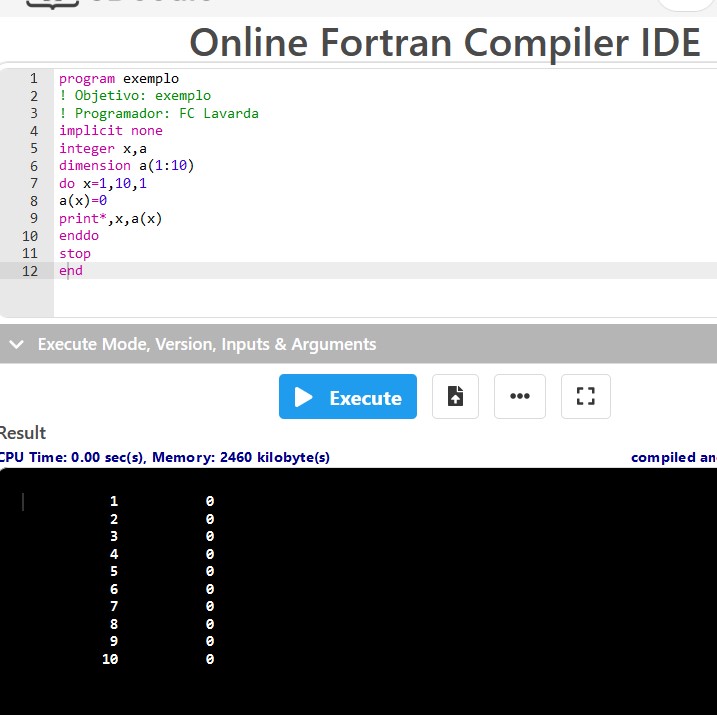 Online Fortran Compiler IDE
1 program exemplo
2 ! Objetivo: exemplo
3 ! Programador: FC Lavarda
4 implicit none
5 integer x,a
6 dimension a(1:10)
7 do x=1,10,1
8 a(x)=0
9 print*,x,a(x)
10 enddo
11 stop
12 end
Execute Mode, Version, Inputs & Arguments
Execute
Result
CPU Time: 0.00 sec(s), Memory: 2460 kilobyte(s) compiled an
1 0
2 0
3 0
4 0
5 0
6 0
7 0
8 0
9 0
10 0